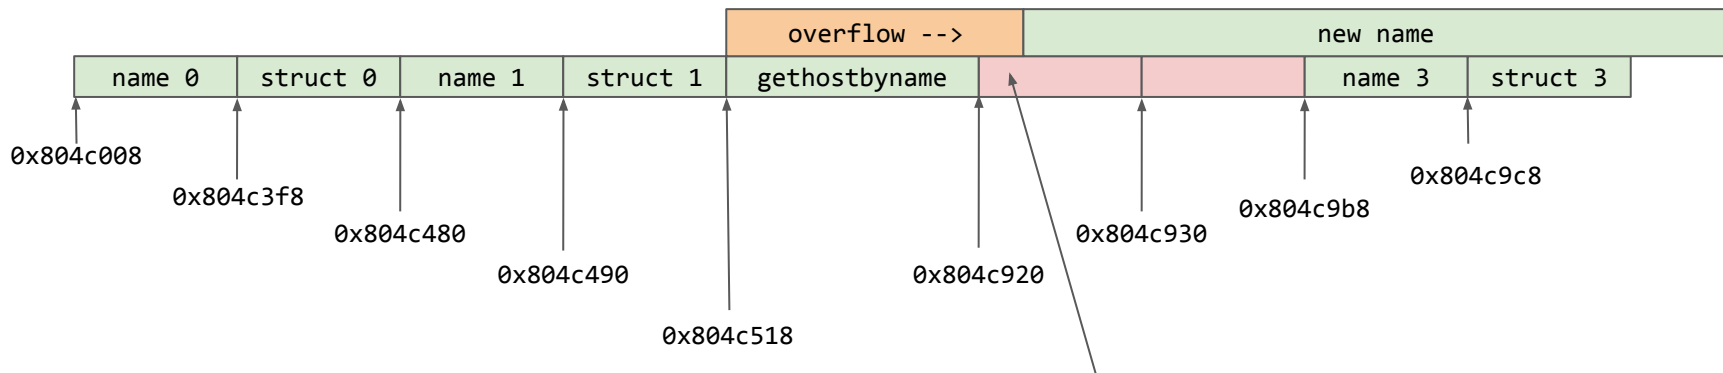 overflow -->
new name
name 0
struct 0
name 1
struct 1
gethostbyname
name 3
struct 3
0x804c008
0x804c3f8
0x804c480
0x804c490
0x804c518
0x804c920
0x804c930
0x804c9b8
0x804c9c8